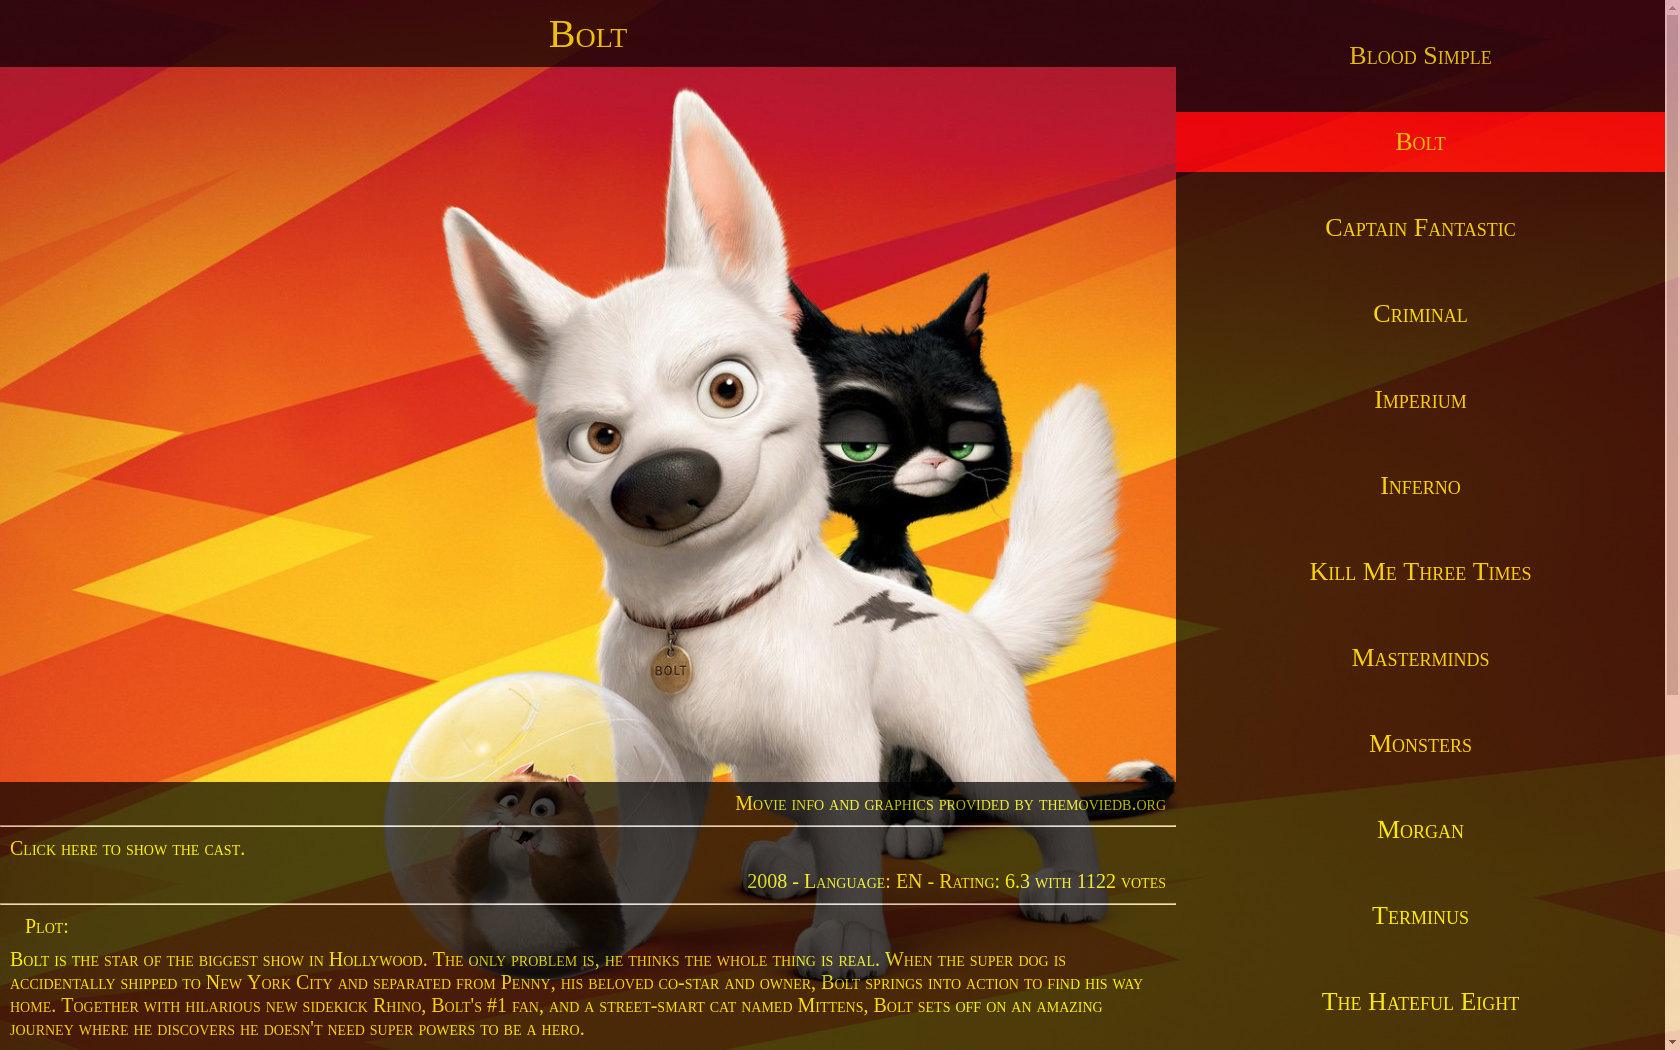 Bolt
BOLT
Movie info and graphics provided by themoviedb.org
Click here to show the cast.
2008 - Language: EN - Rating: 6.3 with 1122 votes
Plot:
Bolt is the star of the biggest show in Hollywood. The only problem is, he thinks the whole thing is real. When the super dog is
accidentally shipped to New York City and separated from Penny, his beloved co-star and owner, Bolt springs into action to find his way
home. Together with hilarious new sidekick Rhino, Bolt's #1 fan, and a street-smart cat named Mittens, Bolt sets off on an amazing
journey where he discovers he doesn't need super powers to be a hero.
Blood Simple
Bolt
Captain Fantastic
Criminal
Imperium
Inferno
Kill Me Three Times
Masterminds
Monsters
Morgan
Terminus
The Hateful Eight